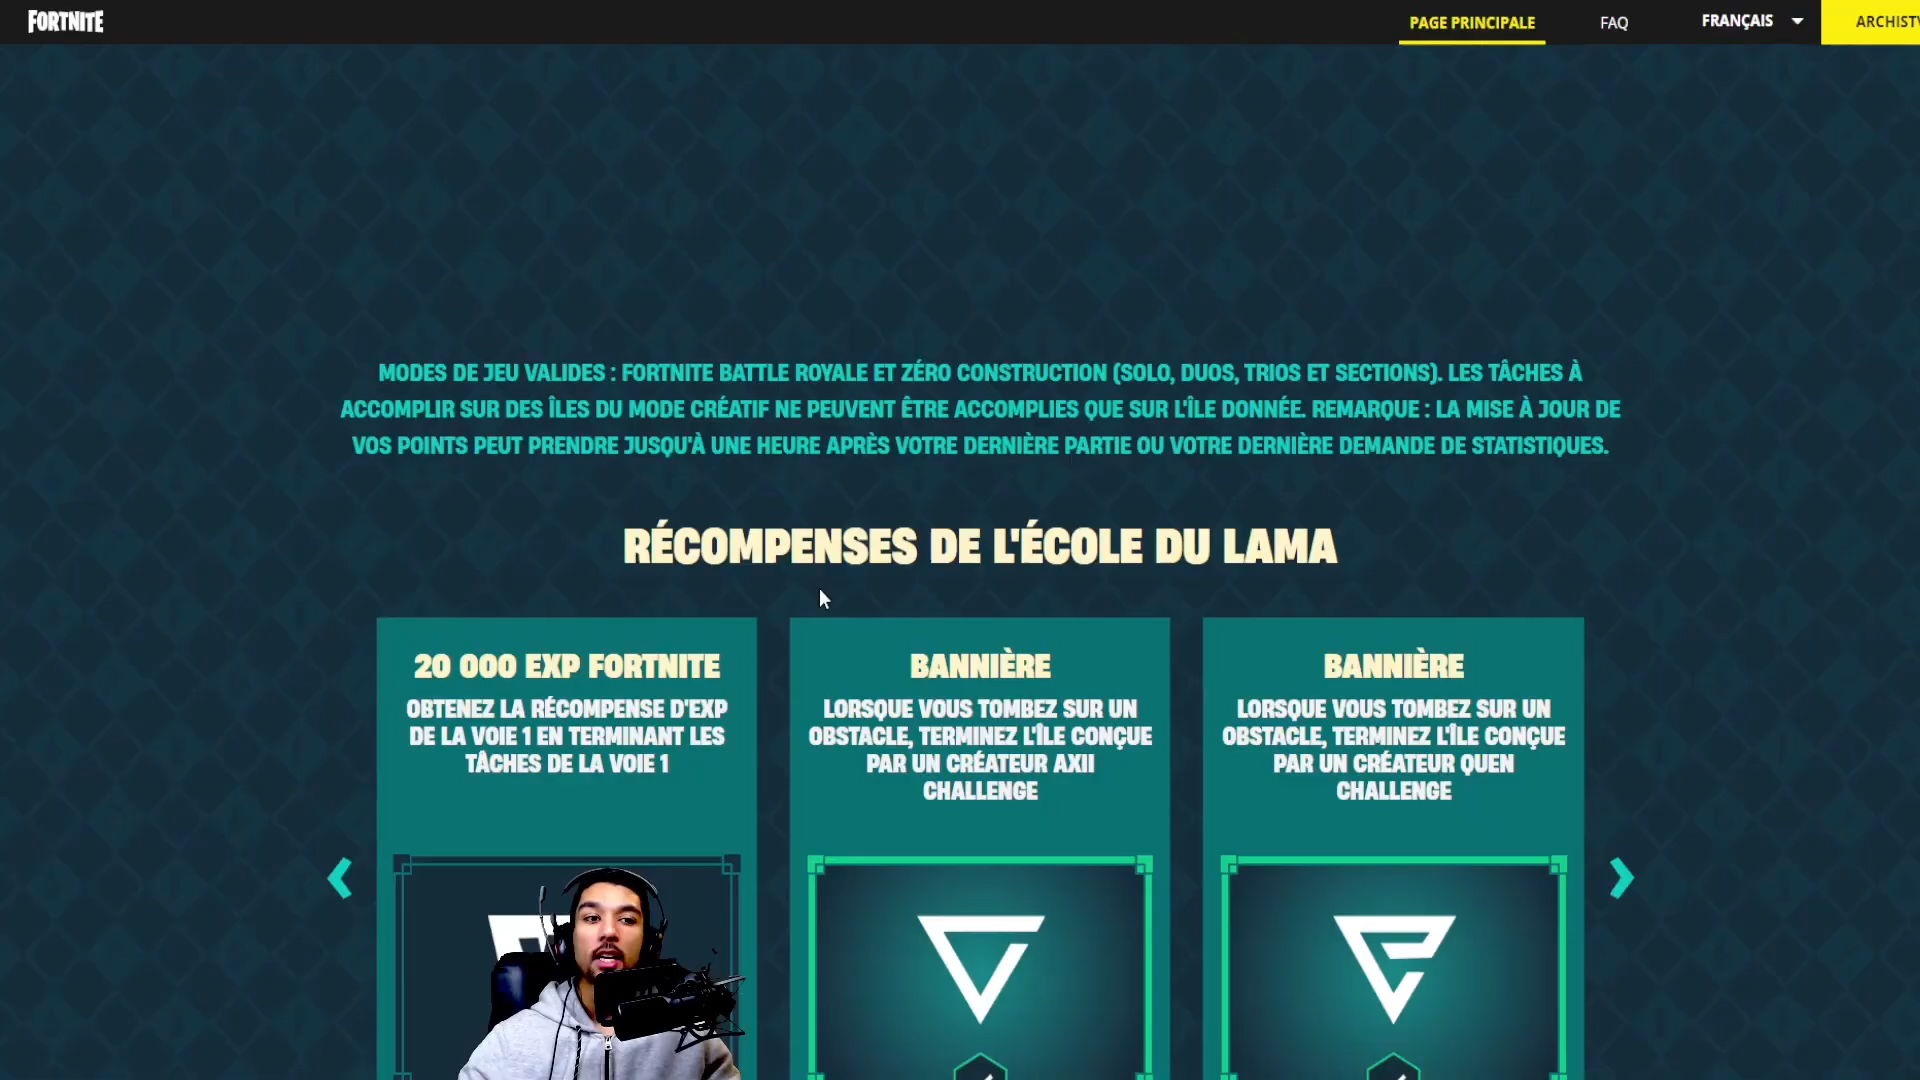 FORTNITE
PAGE PRINCIPALE
FAQ
FRANÇAIS
MODES DE JEU VALIDES : FORTNITE BATTLE ROYALE ET ZÉRO CONSTRUCTION (SOLO, DUOS, TRIOS ET SECTIONS). LES TÂCHES À
ACCOMPLIR SUR DES ÎLES DU MODE CRÉATIF NE PEUVENT ÊTRE ACCOMPLIES QUE SUR L'ÎLE DONNÉE. REMARQUE : LA MISE À JOUR DE
VOS POINTS PEUT PRENDRE JUSQU'À UNE HEURE APRÈS VOTRE DERNIÈRE PARTIE OU VOTRE DERNIÈRE DEMANDE DE STATISTIQUES.
RÉCOMPENSES DE L'ÉCOLE DU LAMA
20 000 EXP FORTNITE
OBTENEZ LA RÉCOMPENSE D'EXP
DE LA VOIE 1 EN TERMINANT LES
TÂCHES DE LA VOIE 1
BANNIÈRE
LORSQUE VOUS TOMBEZ SUR UN
OBSTACLE, TERMINEZ L'ÎLE CONÇUE
PAR UN CRÉATEUR AXII
CHALLENGE
BANNIÈRE
LORSQUE VOUS TOMBEZ SUR UN
OBSTACLE, TERMINEZ L'ÎLE CONÇUE
PAR UN CRÉATEUR QUEN
CHALLENGE